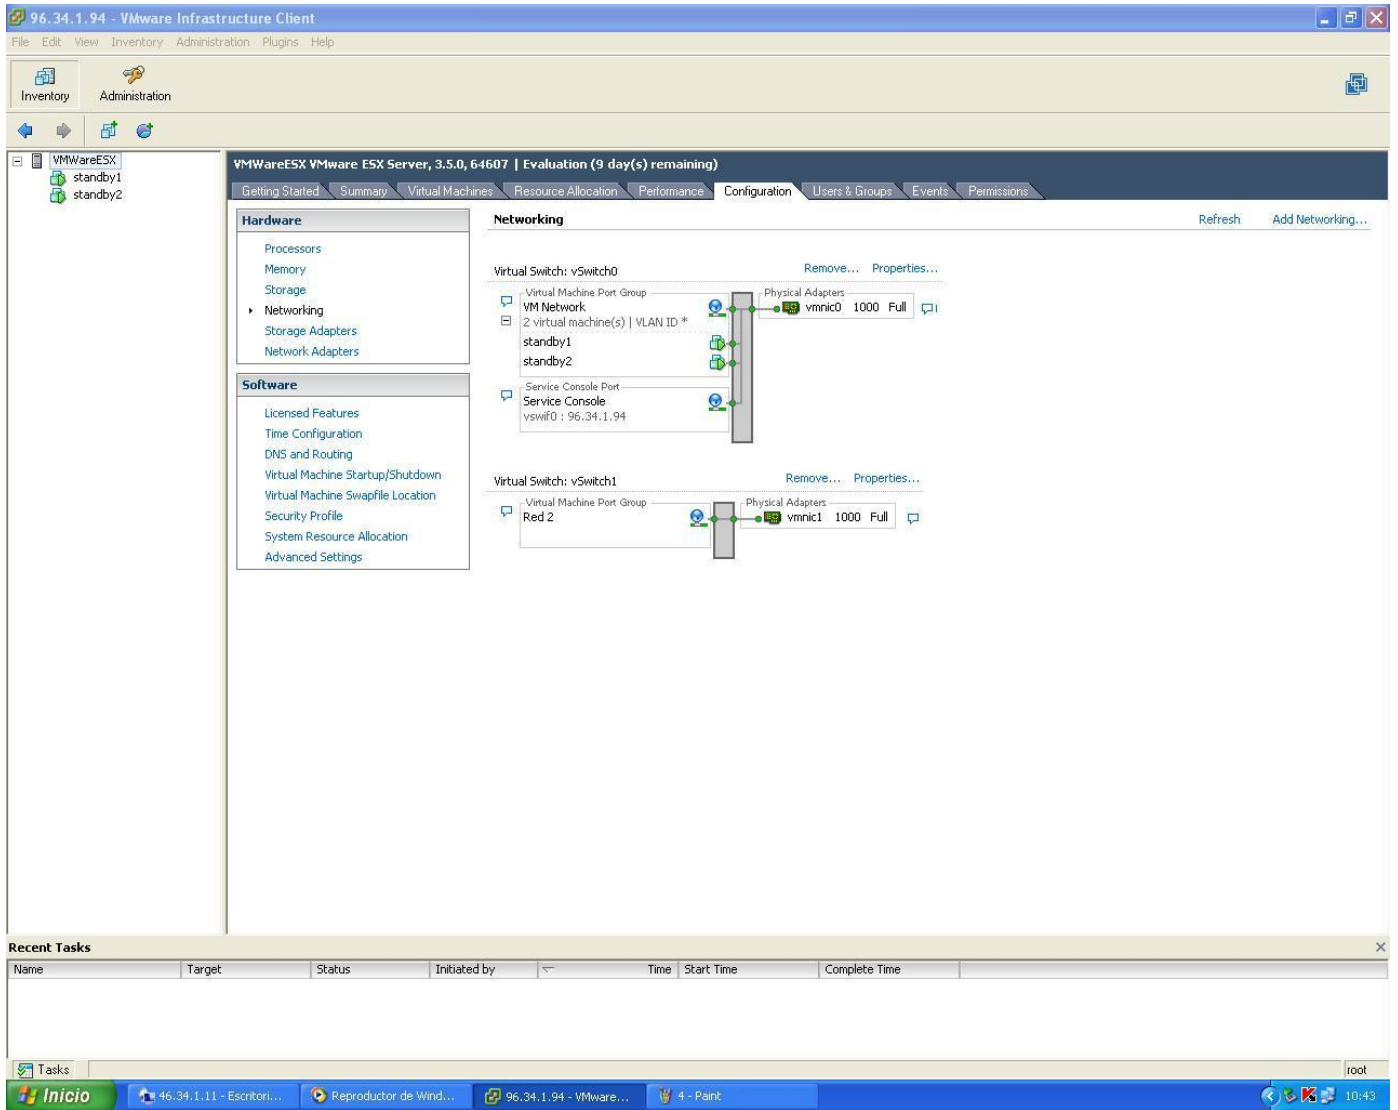 96.34.1.94 - VMware Infrastructure Client
File Edit View Inventory Administration Plugins Help
Inventory Administration
VMWareESX
standby1
standby2
VMWareESX VMware ESX Server, 3.5.0, 64607 | Evaluation (9 day(s) remaining)
Getting Started Summary Virtual Machines Resource Allocation Performance Configuration Users & Groups Events Permissions
Hardware
Processors
Memory
Storage
Networking
Storage Adapters
Network Adapters
Software
Licensed Features
Time Configuration
DNS and Routing
Virtual Machine Startup/Shutdown
Virtual Machine Swapfile Location
Security Profile
System Resource Allocation
Advanced Settings
Networking Refresh Add Networking...
Virtual Switch: vSwitch0 Remove... Properties...
Virtual Machine Port Group Physical Adapters
VM Network vmnic0 1000 Full
2 virtual machine(s) | VLAN ID *
standby1
standby2
Service Console Port
Service Console
vswif0 : 96.34.1.94
Virtual Switch: vSwitch1 Remove... Properties...
Virtual Machine Port Group Physical Adapters
Red 2 vmnic1 1000 Full
Recent Tasks
Name Target Status Initiated by Time Start Time Complete Time
Tasks root
Inicio 46.34.1.11 - Escritori... Reproductor de Wind... 96.34.1.94 - VMware... 4 - Paint 10:43